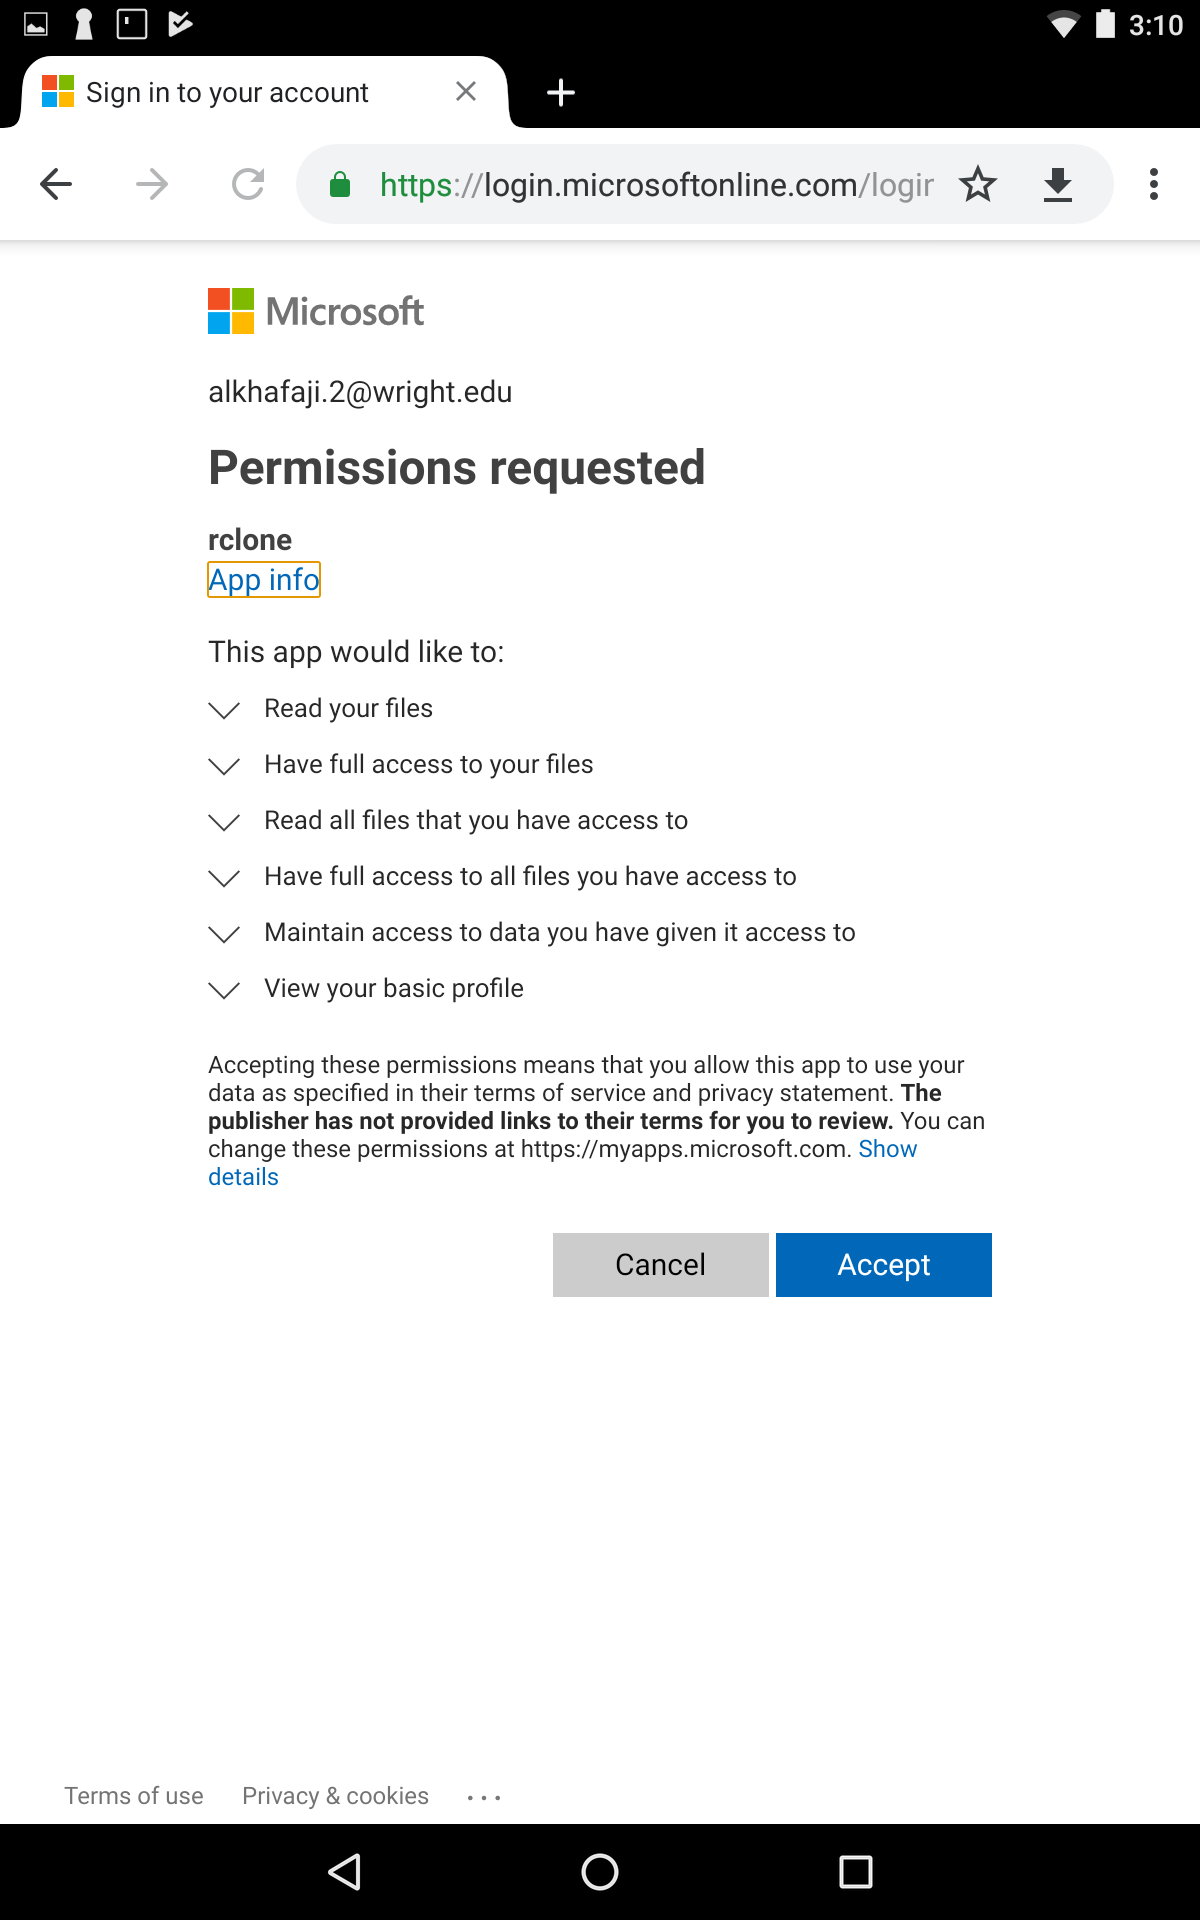 3:10
Sign in to your account
https://login.microsoftonline.com/logir
Microsoft
alkhafaji.2@wright.edu
Permissions requested
rclone
App info
This app would like to:
Read your files
Have full access to your files
Read all files that you have access to
Have full access to all files you have access to
Maintain access to data you have given it access to
View your basic profile
Accepting these permissions means that you allow this app to use your
data as specified in their terms of service and privacy statement. The
publisher has not provided links to their terms for you to review. You can
change these permissions at https://myapps.microsoft.com. Show
details
Cancel Accept
Terms of use Privacy & cookies ...